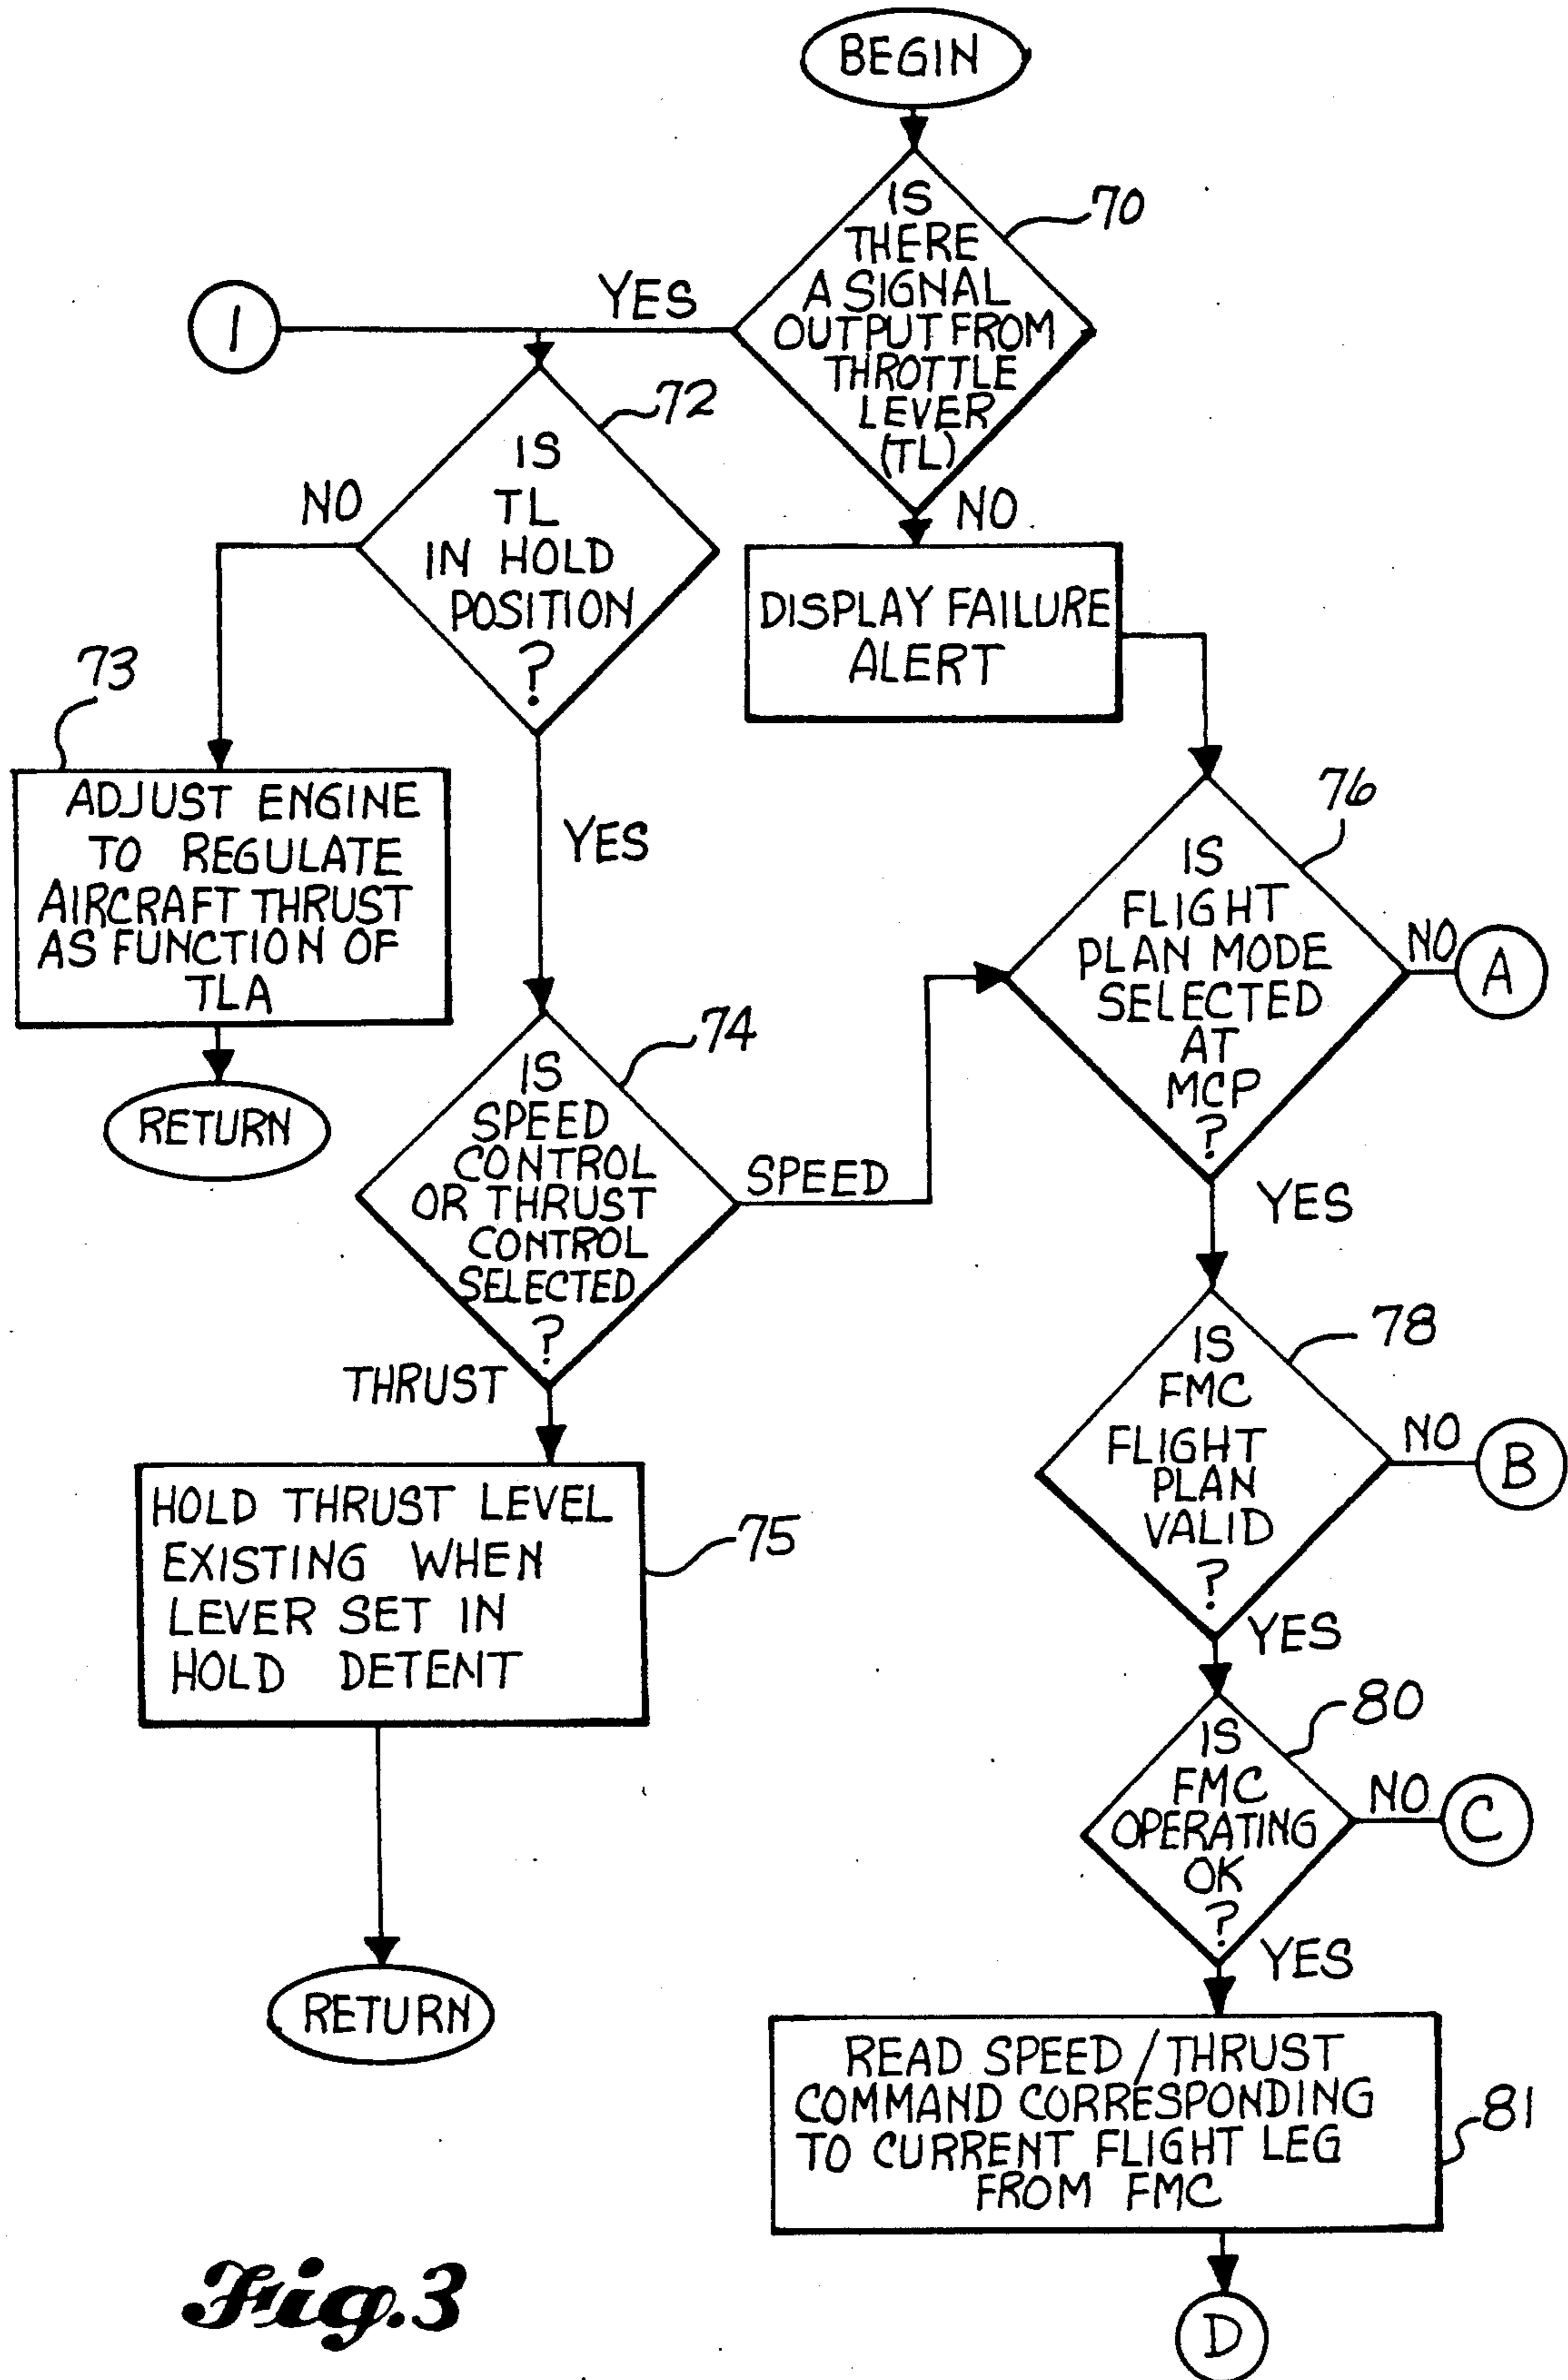 BEGIN
IS
THERE
A SIGNAL
OUTPUT FROM
THROTTLE
LEVER
(TL)
70
YES
1
NO
IS
TL
IN HOLD
POSITION
?
72
NO
DISPLAY FAILURE
ALERT
73
ADJUST ENGINE
TO REGULATE
AIRCRAFT THRUST
AS FUNCTION OF
TLA
RETURN
YES
IS
SPEED
CONTROL
OR THRUST
CONTROL
SELECTED
?
74
SPEED
THRUST
HOLD THRUST LEVEL
EXISTING WHEN
LEVER SET IN
HOLD DETENT
75
RETURN
76
IS
FLIGHT
PLAN MODE
SELECTED
AT
MCP
?
NO
A
YES
78
IS
FMC
FLIGHT
PLAN
VALID
?
NO
B
YES
80
IS
FMC
OPERATING
OK
?
NO
C
YES
READ SPEED/THRUST
COMMAND CORRESPONDING
TO CURRENT FLIGHT LEG
FROM FMC
81
D
Fig.3